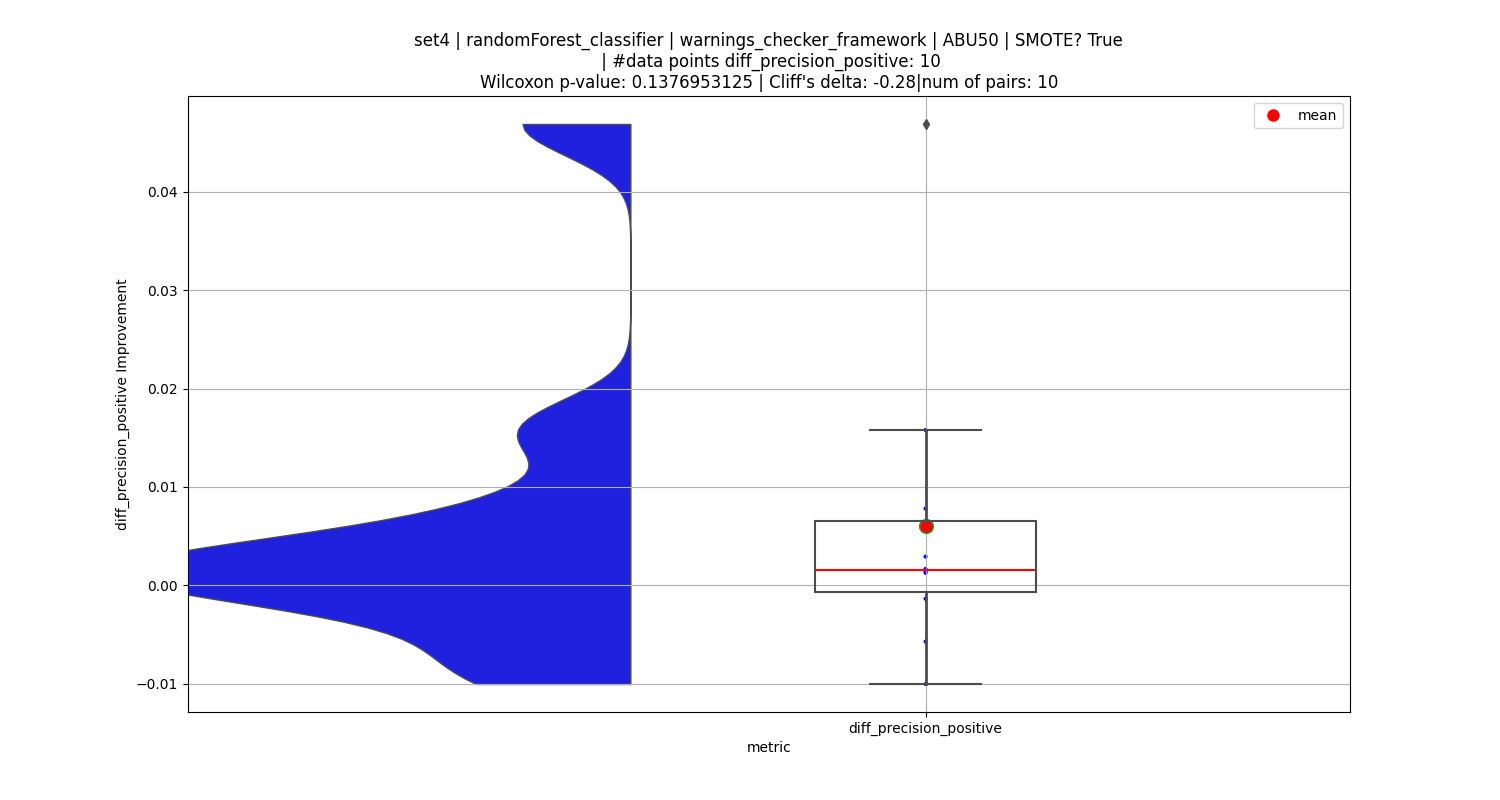 set4 | randomForest_classifier | warnings_checker_framework | ABU50 | SMOTE? True
| #data points diff_precision_positive: 10
Wilcoxon p-value: 0.1376953125 | Cliff's delta: -0.28|num of pairs: 10
mean
0.04
0.03
0.02
0.01
0.00
−0.01
diff_precision_positive Improvement
diff_precision_positive
metric